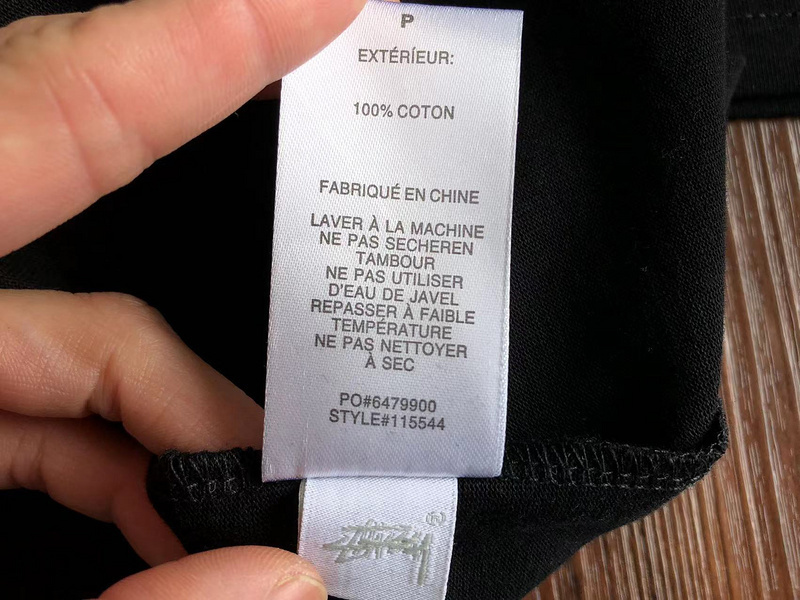 P
EXTÉRÍEUR:
100% COTON
FABRIQUÉ EN CHINE
LAVER À LA MACHINE
NE PAS SECHEREN
TAMBOUR
NE PAS UTILISER
D'EAU DE JAVEL
REPASSER À FAIBLE
TEMPÉRATURE
NE PAS NETTOYER
À SEC
PO#6479900
STYLE#115544
®